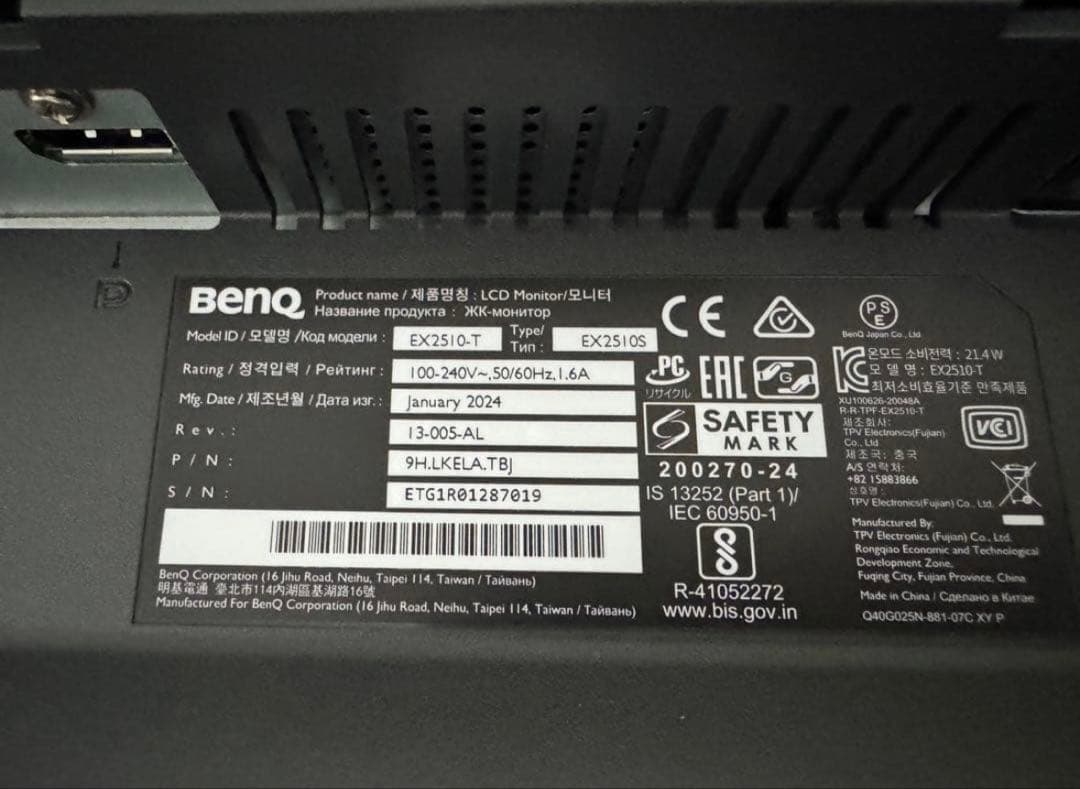 BenQ
Product name / 제품명칭 : LCD Monitor/모니터
Название продукта : ЖК-монитор
Model ID / 모델명 /Код модели : EX2510-T Type/ Тип : EX2510S
Rating / 정격입력 / Рейтинг : 100-240V~,50/60Hz,1.6A
Mfg. Date / 제조년월 /Дата изг.: January 2024
Rev.: 13-005-AL
P/N: 9H.LKELA.TBJ
S/N: ETG1R01287019
BenQ Corporation (16 Jihu Road, Neihu, Taipei 114, Taiwan / Тайвань)
明基電通 臺北市114內湖區基湖路16號
Manufactured For BenQ Corporation (16 Jihu Road, Neihu, Taipei 114, Taiwan / Тайвань)
CE
PC
リサイクル
EAC
G
SAFETY
MARK
200270-24
IS 13252 (Part 1)/
IEC 60950-1
R-41052272
www.bis.gov.in
PSE
BenQ Japan Co., Ltd.
온모드 소비전력 : 21.4W
모 델 명 : EX2510-T
최저소비효율기준 만족제품
XU100626-20048A
R-R-TPF-EX2510-T
제조회사:
TPV Electronics(Fujian)
Co., Ltd
제조국: 중국
A/S 연락처:
+82 15883866
상호명:
TPV Electronics(Fujian) Co., Ltd.
VCCI
Manufactured By:
TPV Electronics (Fujian) Co., Ltd.
Rongqiao Economic and Technological
Development Zone,
Fuqing City, Fujian Province, China
Made in China / Сделано в Китае
Q40G025N-881-07C XY P